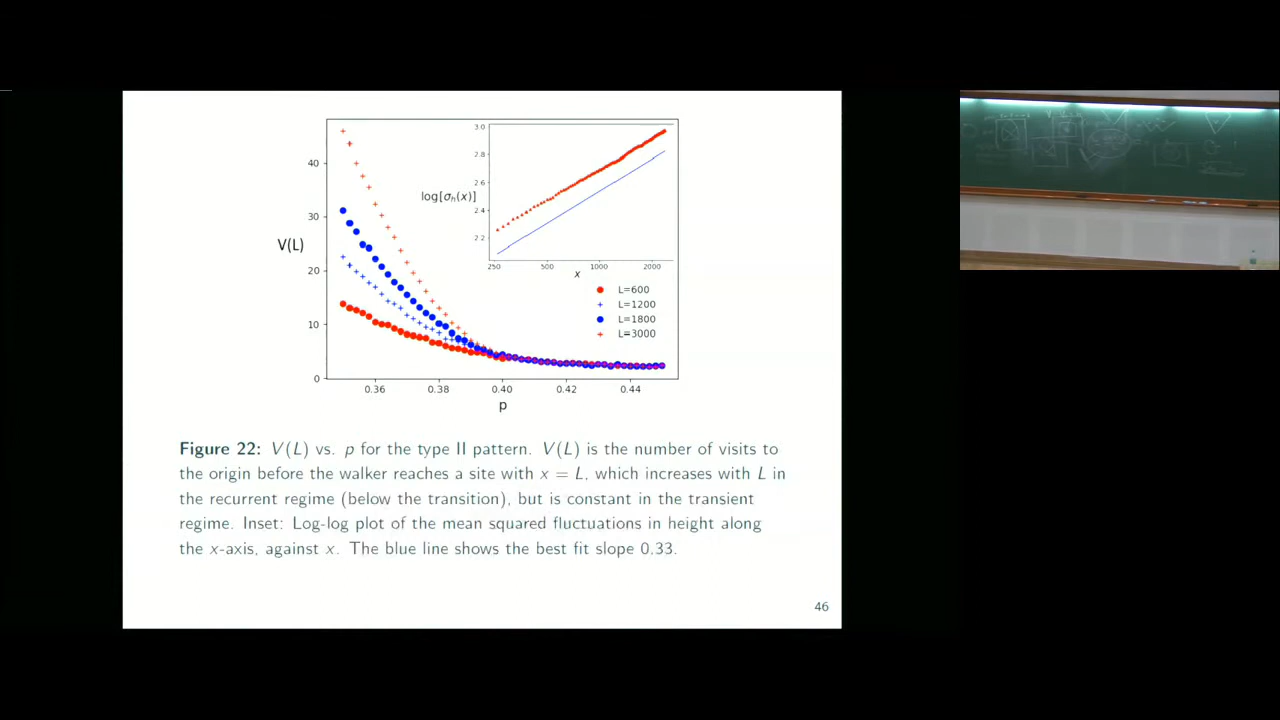 3.0
2.8
2.6
2.4
2.2
log[σₕ(x)]
250 500 1000 2000
x
40
30
20
10
0
V(L)
L=600
L=1200
L=1800
L=3000
0.36 0.38 0.40 0.42 0.44
p
Figure 22: V(L) vs. p for the type II pattern. V(L) is the number of visits to
the origin before the walker reaches a site with x = L, which increases with L in
the recurrent regime (below the transition), but is constant in the transient
regime. Inset: Log-log plot of the mean squared fluctuations in height along
the x-axis, against x. The blue line shows the best fit slope 0.33.
46